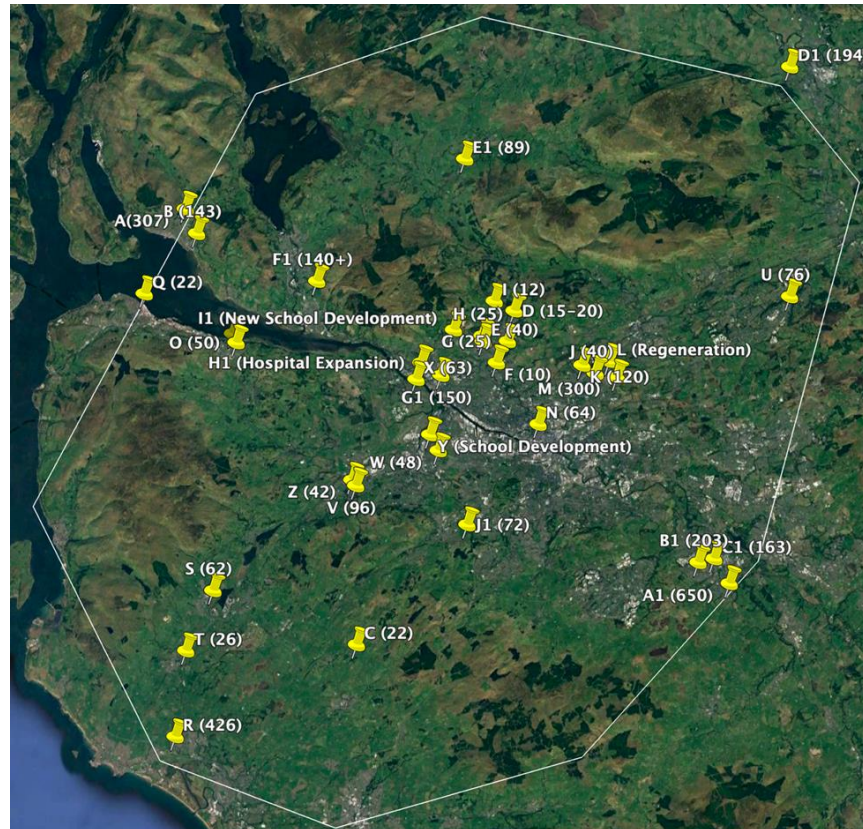 D1 (194
E1 (89)
B (143)
A(307)
F1 (140+)
Q (22)
U (76)
I (12)
D (15-20)
H (25)
I1 (New School Development)
E (40)
G (25)
O (50)
H1 (Hospital Expansion)
X (63)
J (40)
L (Regeneration)
F (10)
K (120)
M (300)
G1 (150)
N (64)
Y (School Development)
W (48)
Z (42)
V (96)
J1 (72)
B1 (203)
C1 (163)
S (62)
A1 (650)
C (22)
T (26)
R (426)